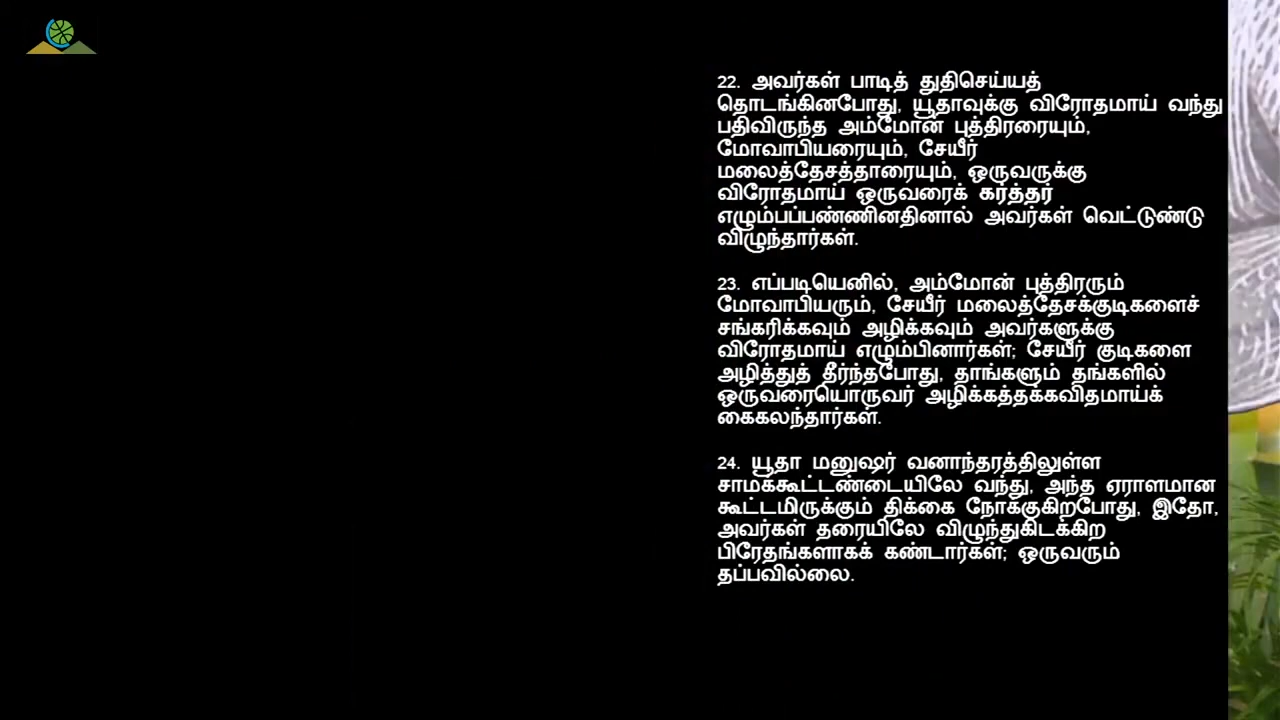 22. அவர்கள் பாடித் துதிசெய்யத்
தொடங்கினபோது, யூதாவுக்கு விரோதமாய் வந்து
பதிவிருந்த அம்மோன் புத்திரரையும்,
மோவாபியரையும், சேயீர்
மலைத்தேசத்தாரையும், ஒருவருக்கு
விரோதமாய் ஒருவரைக் கர்த்தர்
எழும்பப்பண்ணினதினால் அவர்கள் வெட்டுண்டு
விழுந்தார்கள்.
23. எப்படியெனில், அம்மோன் புத்திரரும்
மோவாபியரும், சேயீர் மலைத்தேசக்குடிகளைச்
சங்கரிக்கவும் அழிக்கவும் அவர்களுக்கு
விரோதமாய் எழும்பினார்கள்; சேயீர் குடிகளை
அழித்துத் தீர்ந்தபோது, தாங்களும் தங்களில்
ஒருவரையொருவர் அழிக்கத்தக்கவிதமாய்க்
கைகலந்தார்கள்.
24. யூதா மனுஷர் வனாந்தரத்திலுள்ள
சாமக்கூட்டண்டையிலே வந்து, அந்த ஏராளமான
கூட்டமிருக்கும் திக்கை நோக்குகிறபோது, இதோ,
அவர்கள் தரையிலே விழுந்துகிடக்கிற
பிரேதங்களாகக் கண்டார்கள்; ஒருவரும்
தப்பவில்லை.